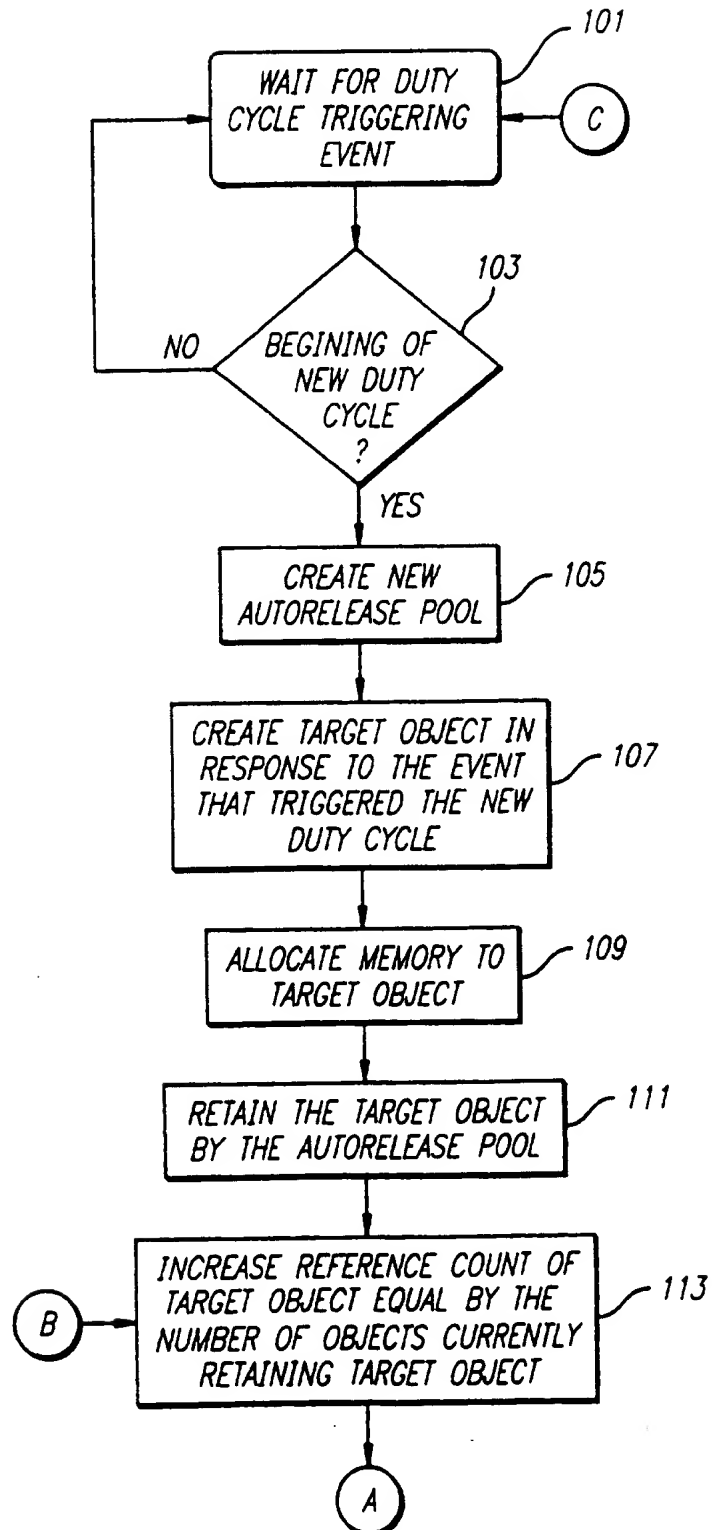 101
WAIT FOR DUTY
CYCLE TRIGGERING
EVENT
C
103
NO
BEGINING OF
NEW DUTY
CYCLE
?
YES
CREATE NEW
AUTORELEASE POOL
105
CREATE TARGET OBJECT IN
RESPONSE TO THE EVENT
THAT TRIGGERED THE NEW
DUTY CYCLE
107
ALLOCATE MEMORY TO
TARGET OBJECT
109
RETAIN THE TARGET OBJECT
BY THE AUTORELEASE POOL
111
INCREASE REFERENCE COUNT OF
TARGET OBJECT EQUAL BY THE
NUMBER OF OBJECTS CURRENTLY
RETAINING TARGET OBJECT
113
B
A